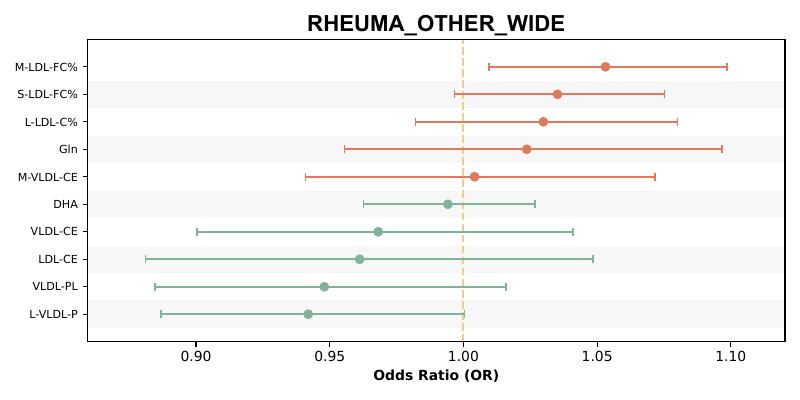 RHEUMA_OTHER_WIDE
M-LDL-FC%
S-LDL-FC%
L-LDL-C%
Gln
M-VLDL-CE
DHA
VLDL-CE
LDL-CE
VLDL-PL
L-VLDL-P
0.90 0.95 1.00 1.05 1.10
Odds Ratio (OR)